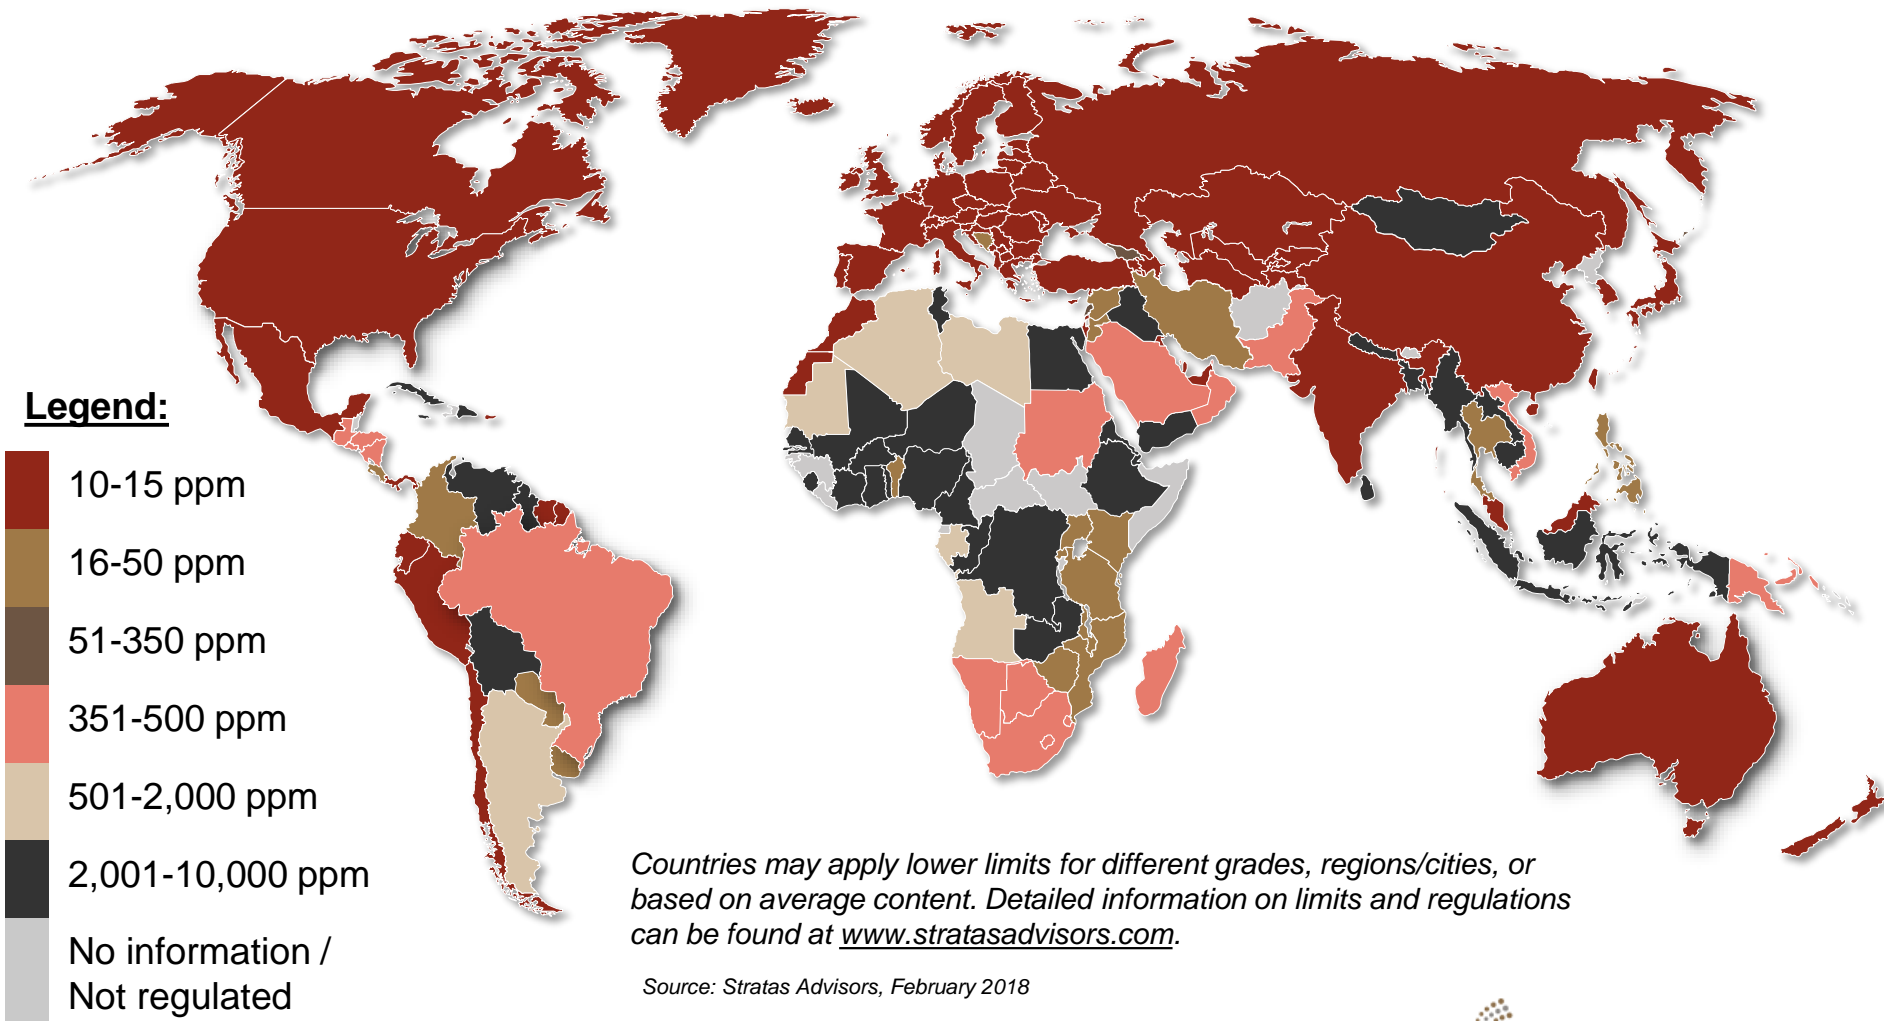 Legend:
10-15 ppm
16-50 ppm
51-350 ppm
351-500 ppm
501-2,000 ppm
2,001-10,000 ppm
No information /
Not regulated
Countries may apply lower limits for different grades, regions/cities, or
based on average content. Detailed information on limits and regulations
can be found at www.stratasadvisors.com.
Source: Stratas Advisors, February 2018